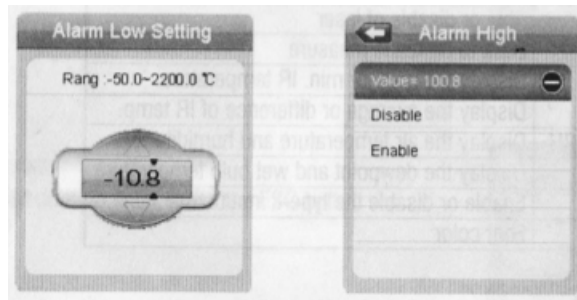 Alarm Low Setting
Rang :-50.0~2200.0 ℃
-10.8
Alarm High
Value= 100.8
Disable
Enable